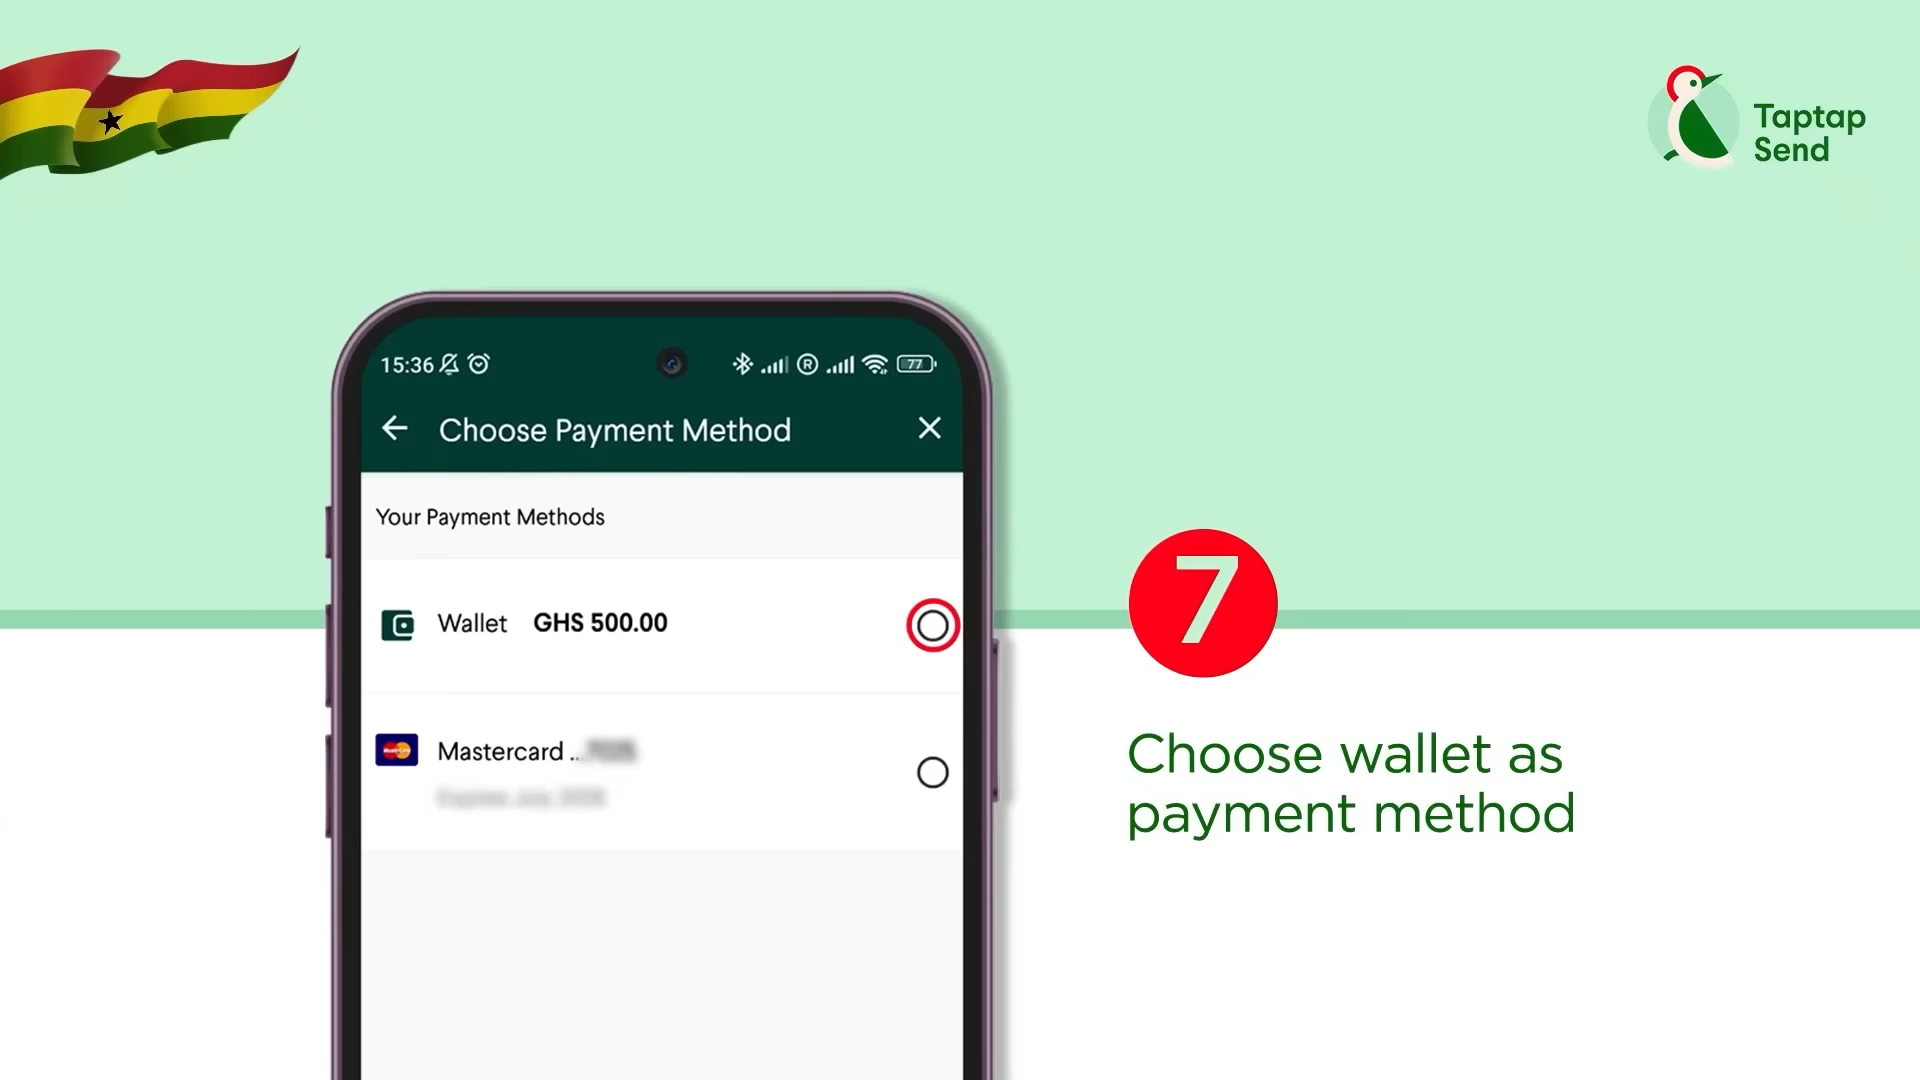 Taptap
Send
15:36
77
Choose Payment Method
Your Payment Methods
Wallet GHS 500.00
Mastercard ..
7
Choose wallet as
payment method